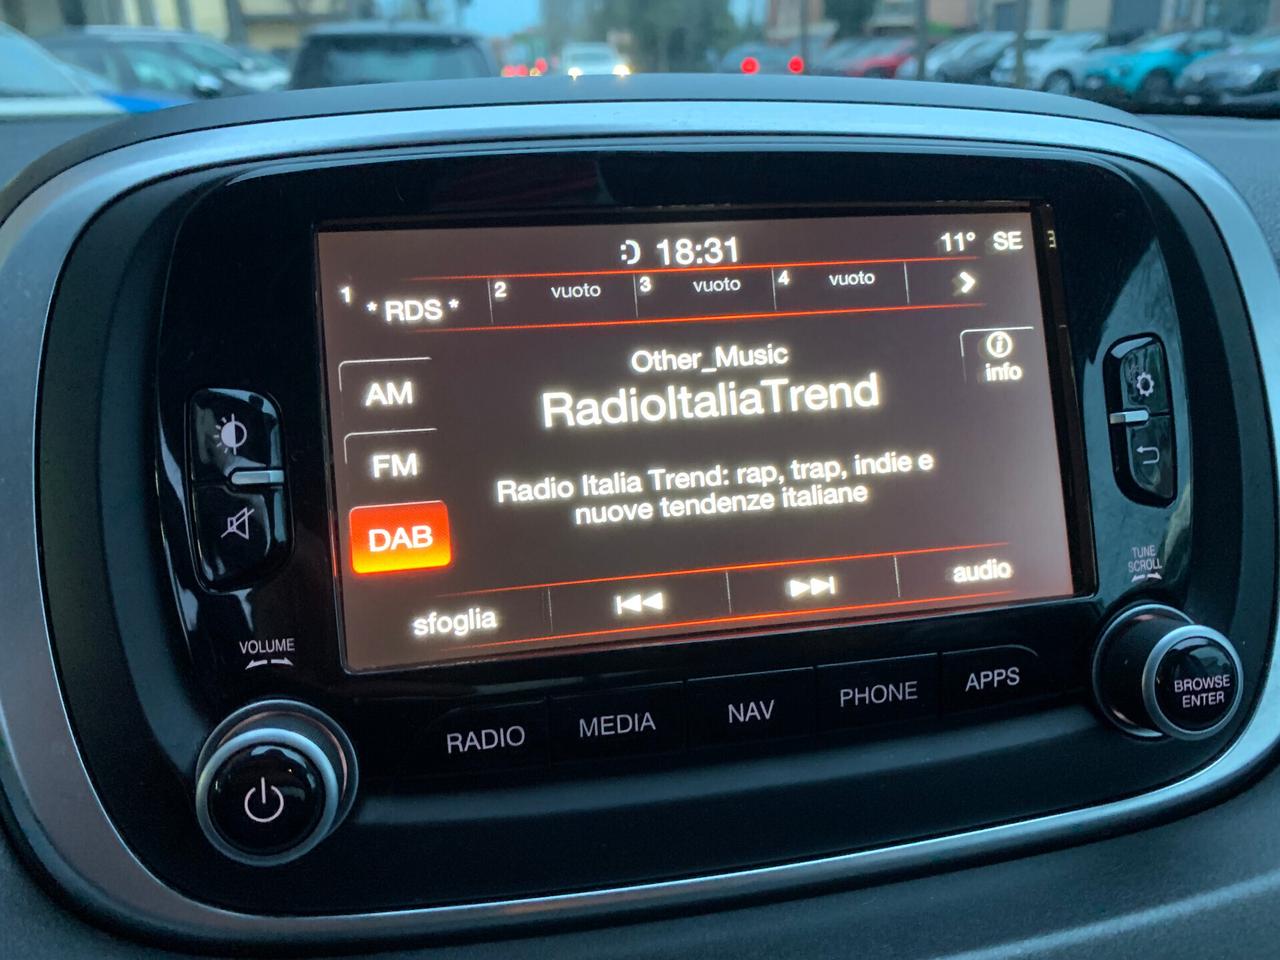 18:31
11° SE
1 * RDS * 2 vuoto 3 vuoto 4 vuoto
info
AM
FM
DAB
Other_Music
RadioItaliaTrend
Radio Italia Trend: rap, trap, indie e
nuove tendenze italiane
sfoglia
audio
VOLUME
TUNE
SCROLL
RADIO MEDIA NAV PHONE APPS
BROWSE
ENTER